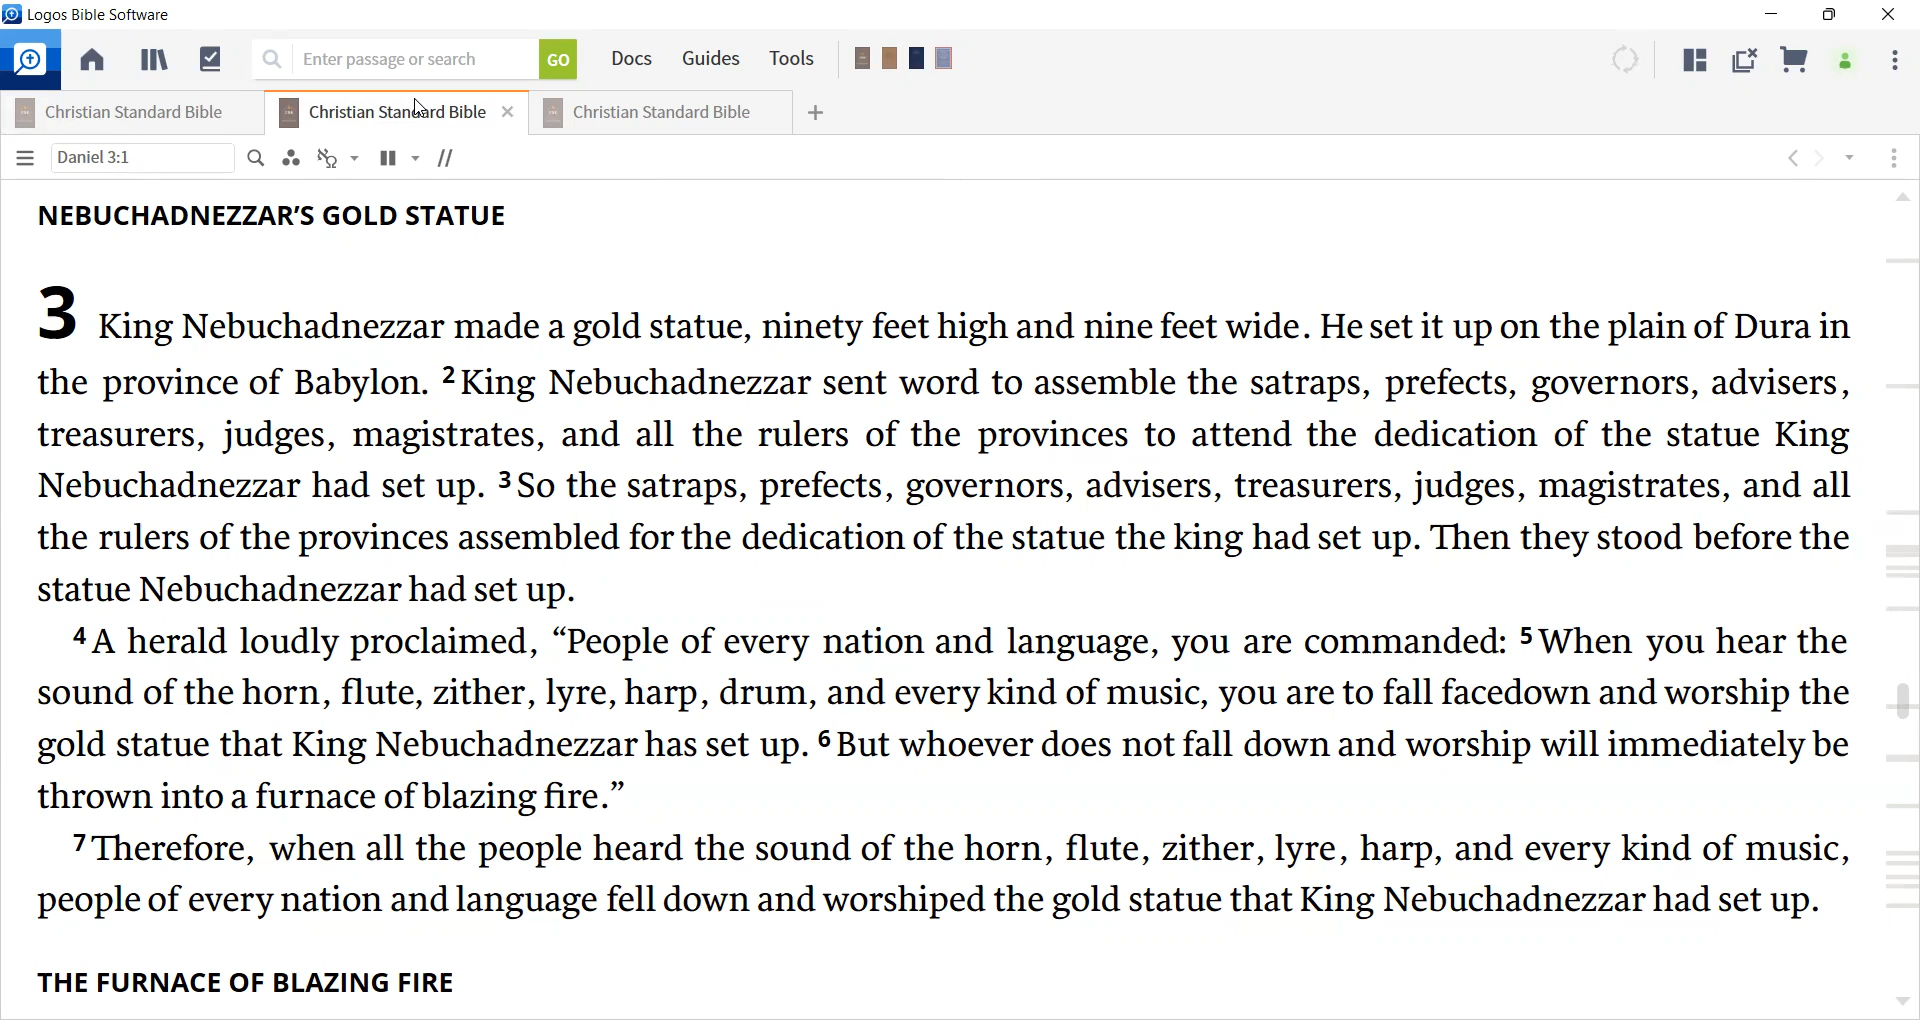 Logos Bible Software
Enter passage or search GO Docs Guides Tools
Christian Standard Bible Christian Standard Bible Christian Standard Bible
Daniel 3:1
NEBUCHADNEZZAR’S GOLD STATUE
3 King Nebuchadnezzar made a gold statue, ninety feet high and nine feet wide. He set it up on the plain of Dura in
the province of Babylon. 2 King Nebuchadnezzar sent word to assemble the satraps, prefects, governors, advisers,
treasurers, judges, magistrates, and all the rulers of the provinces to attend the dedication of the statue King
Nebuchadnezzar had set up. 3 So the satraps, prefects, governors, advisers, treasurers, judges, magistrates, and all
the rulers of the provinces assembled for the dedication of the statue the king had set up. Then they stood before the
statue Nebuchadnezzar had set up.
4 A herald loudly proclaimed, “People of every nation and language, you are commanded: 5 When you hear the
sound of the horn, flute, zither, lyre, harp, drum, and every kind of music, you are to fall facedown and worship the
gold statue that King Nebuchadnezzar has set up. 6 But whoever does not fall down and worship will immediately be
thrown into a furnace of blazing fire.”
7 Therefore, when all the people heard the sound of the horn, flute, zither, lyre, harp, and every kind of music,
people of every nation and language fell down and worshiped the gold statue that King Nebuchadnezzar had set up.
THE FURNACE OF BLAZING FIRE